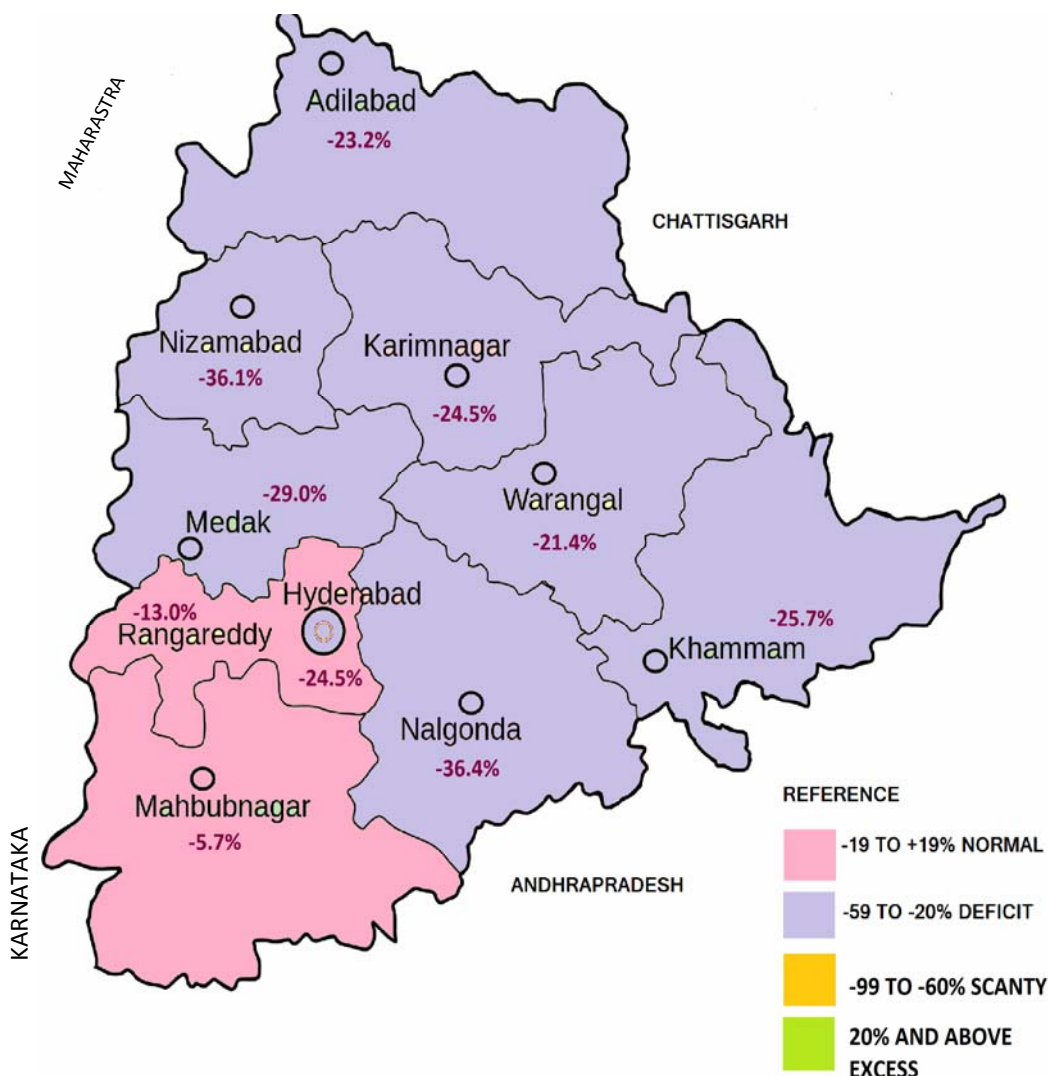 MAHARASTRA
Adilabad
-23.2%
CHATTISGARH
Nizamabad
-36.1%
Karimnagar
-24.5%
-29.0%
Medak
Warangal
-21.4%
Hyderabad
-13.0%
Rangareddy
-24.5%
-25.7%
Khammam
Nalgonda
-36.4%
Mahbubnagar
-5.7%
KARNATAKA
ANDHRAPRADESH
REFERENCE
-19 TO +19% NORMAL
-59 TO -20% DEFICIT
-99 TO -60% SCANTY
20% AND ABOVE
EXCESS